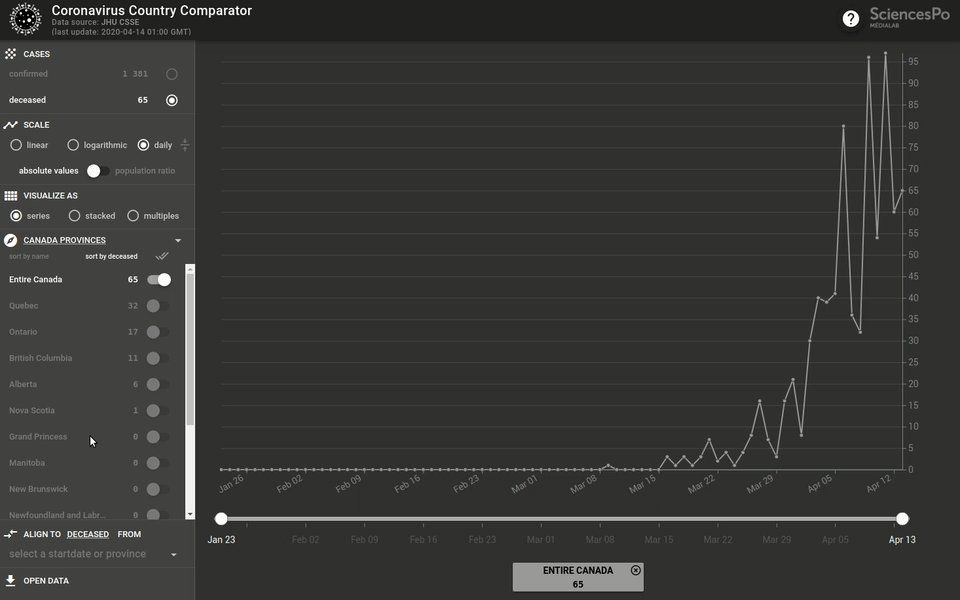 Coronavirus Country Comparator
Data source: JHU CSSE
(last update: 2020-04-14 01:00 GMT)
?
SciencesPo
MÉDIALAB
CASES
confirmed 1 381
deceased 65
SCALE
linear logarithmic daily
absolute values population ratio
VISUALIZE AS
series stacked multiples
CANADA PROVINCES
sort by name sort by deceased
Entire Canada 65
Quebec 32
Ontario 17
British Columbia 11
Alberta 6
Nova Scotia 1
Grand Princess 0
Manitoba 0
New Brunswick 0
Newfoundland and Labr... 0
ALIGN TO DECEASED FROM
select a startdate or province
OPEN DATA
95
90
85
80
75
70
65
60
55
50
45
40
35
30
25
20
15
10
5
0
Jan 26 Feb 02 Feb 09 Feb 16 Feb 23 Mar 01 Mar 08 Mar 15 Mar 22 Mar 29 Apr 05 Apr 12
Jan 23 Feb 02 Feb 09 Feb 16 Feb 23 Mar 01 Mar 08 Mar 15 Mar 22 Mar 29 Apr 05 Apr 13
ENTIRE CANADA
65